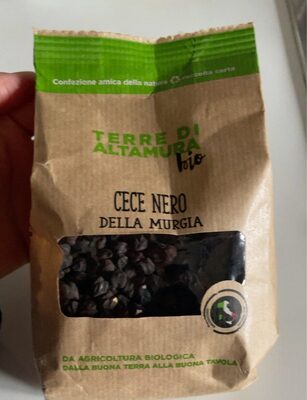 Confezione amica della natura raccolta carta
TERRE DI
ALTAMURA
bio
CECE NERO
DELLA MURGIA
DA AGRICOLTURA BIOLOGICA
DALLA BUONA TERRA ALLA BUONA TAVOLA